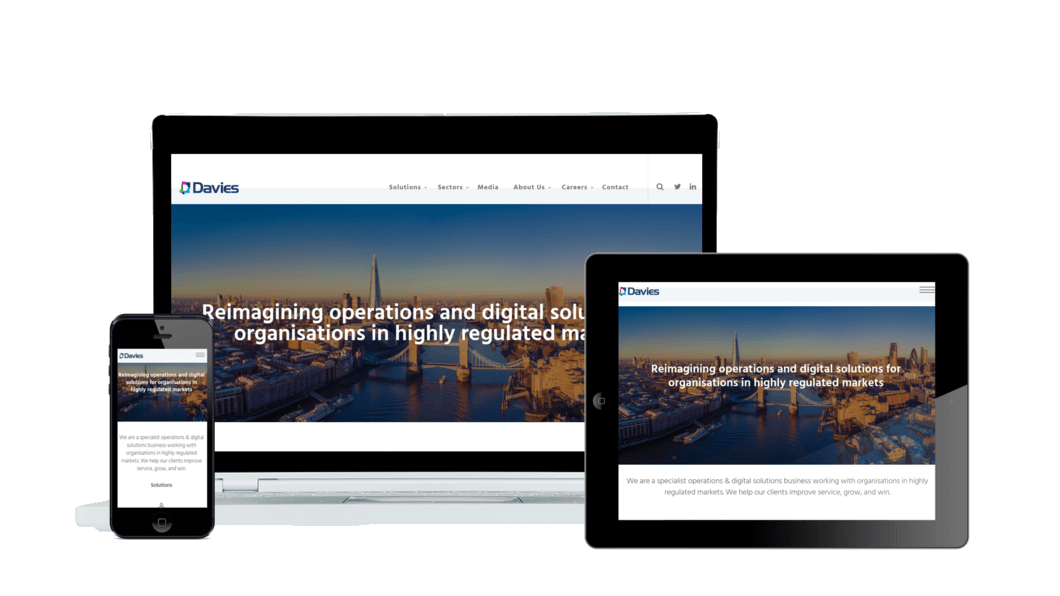 Davies
Solutions Sectors Media About Us Careers Contact
Reimagining operations and digital solu
organisations in highly regulated ma
Davies
Reimagining operations and digital
solutions for organisations in
highly regulated markets
We are a specialist operations & digital
solutions business working with
organisations in highly regulated
markets. We help our clients improve
service, grow, and win.
Solutions
Davies
Reimagining operations and digital solutions for
organisations in highly regulated markets
We are a specialist operations & digital solutions business working with organisations in highly
regulated markets. We help our clients improve service, grow, and win.